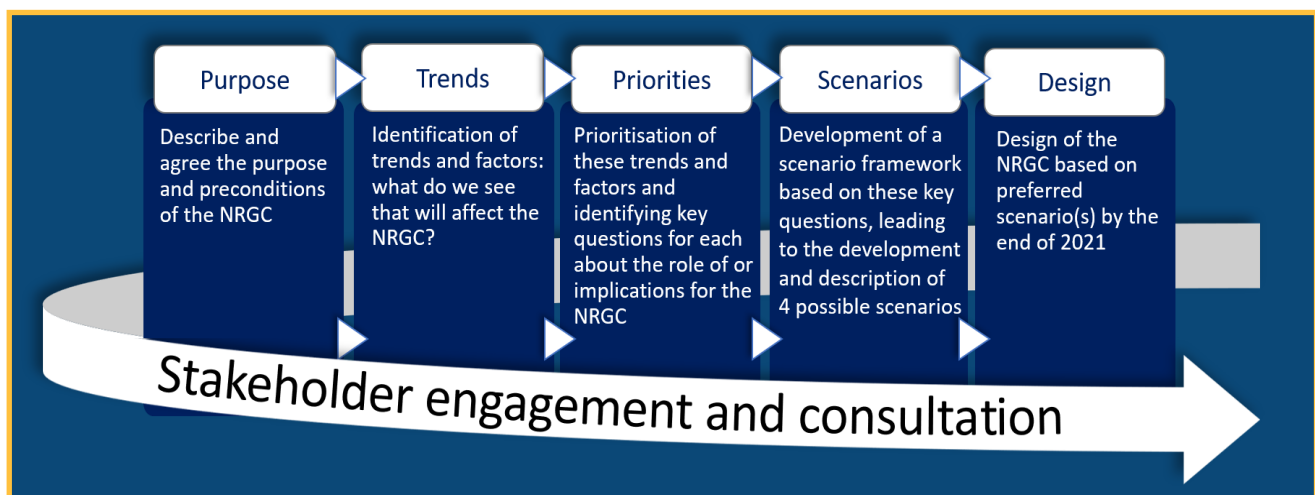 Purpose
Describe and
agree the purpose
and preconditions
of the NRGC
Trends
Identification of
trends and factors:
what do we see
that will affect the
NRGC?
Priorities
Prioritisation of
these trends and
factors and
identifying key
questions for each
about the role of or
implications for the
NRGC
Scenarios
Development of a
scenario framework
based on these key
questions, leading
to the development
and description of
4 possible scenarios
Design
Design of the
NRGC based on
preferred
scenario(s) by the
end of 2021
Stakeholder engagement and consultation